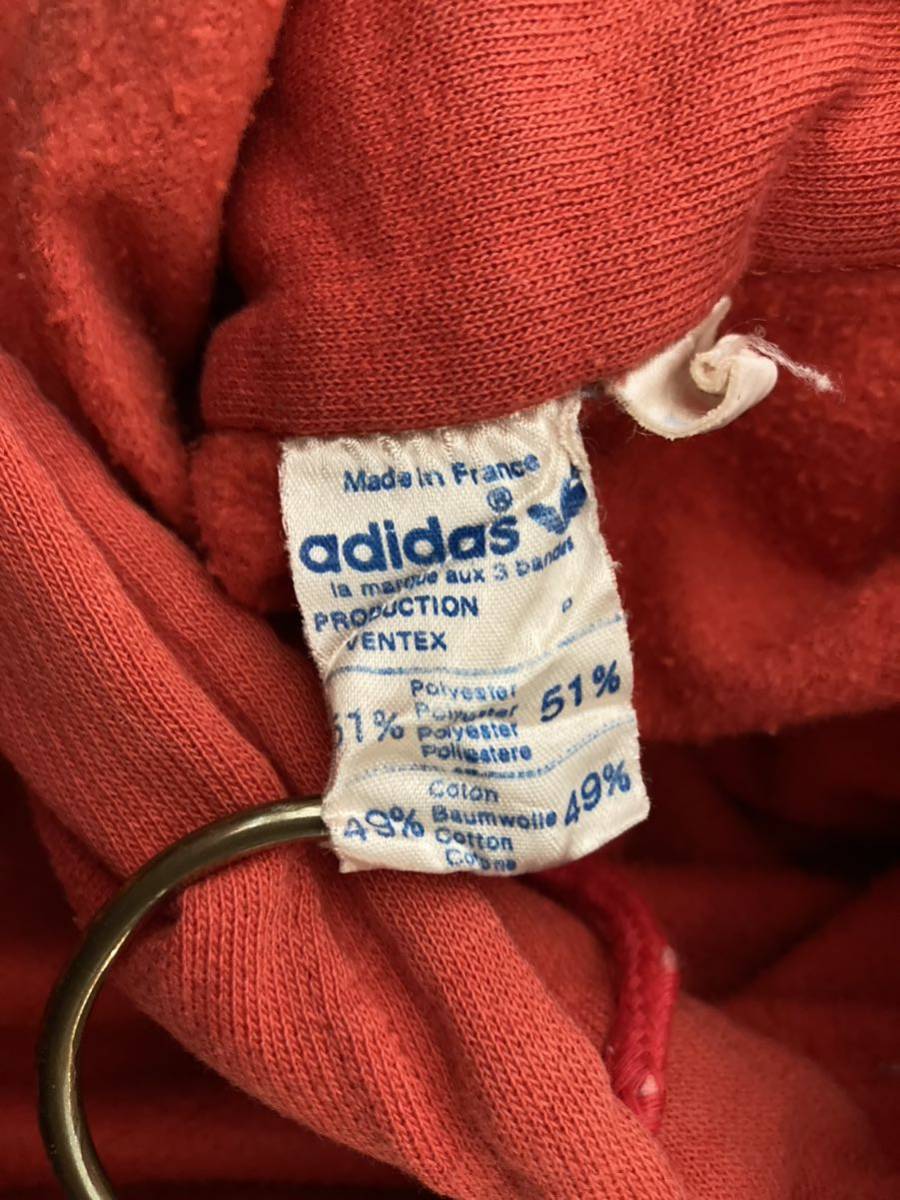 Made in France
adidas®
la marque aux 3 bandes
PRODUCTION
VENTEX
Polyester
51% Polyester 51%
Polyester
Poliestere
Coton
49% Baumwolle 49%
Cotton
Cotone